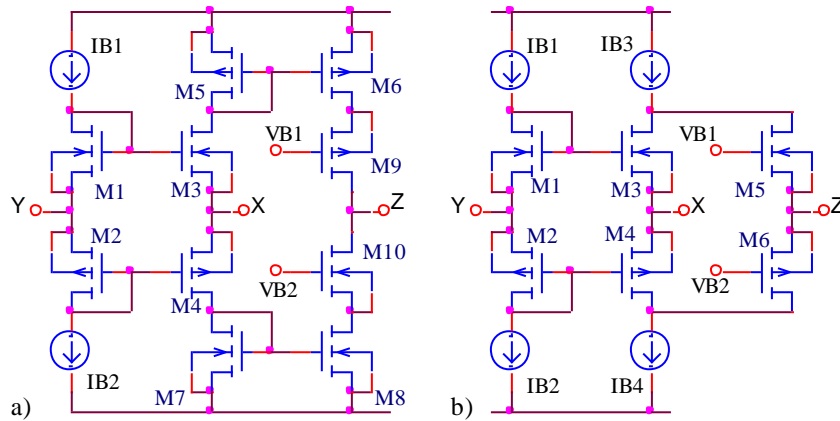 IB1 IB1 IB3
M5 M6
VB1 VB1
M9
M1 M3 M1 M3 M5
Y X Z Y X Z
M2 M10 M2 M4 M6
M4 VB2 VB2
IB2 M7 M8 IB2 IB4
a) b)